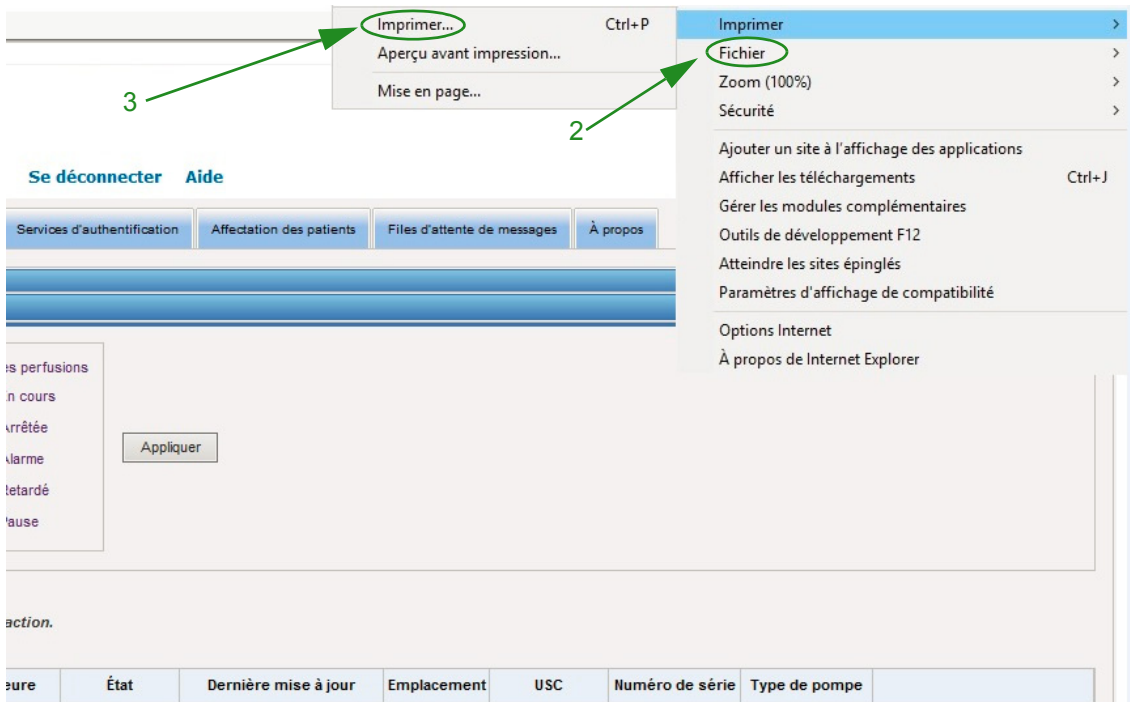 Imprimer... Ctrl+P
Aperçu avant impression...
Mise en page...
3
Imprimer
Fichier
Zoom (100%)
Sécurité
2
Ajouter un site à l'affichage des applications
Afficher les téléchargements Ctrl+J
Gérer les modules complémentaires
Outils de développement F12
Atteindre les sites épinglés
Paramètres d'affichage de compatibilité
Options Internet
À propos de Internet Explorer
Se déconnecter Aide
Services d'authentification Affectation des patients Files d'attente de messages À propos
es perfusions
n cours
Arrêtée
Alarme
Retardé
Pause
Appliquer
action.
eure État Dernière mise à jour Emplacement USC Numéro de série Type de pompe